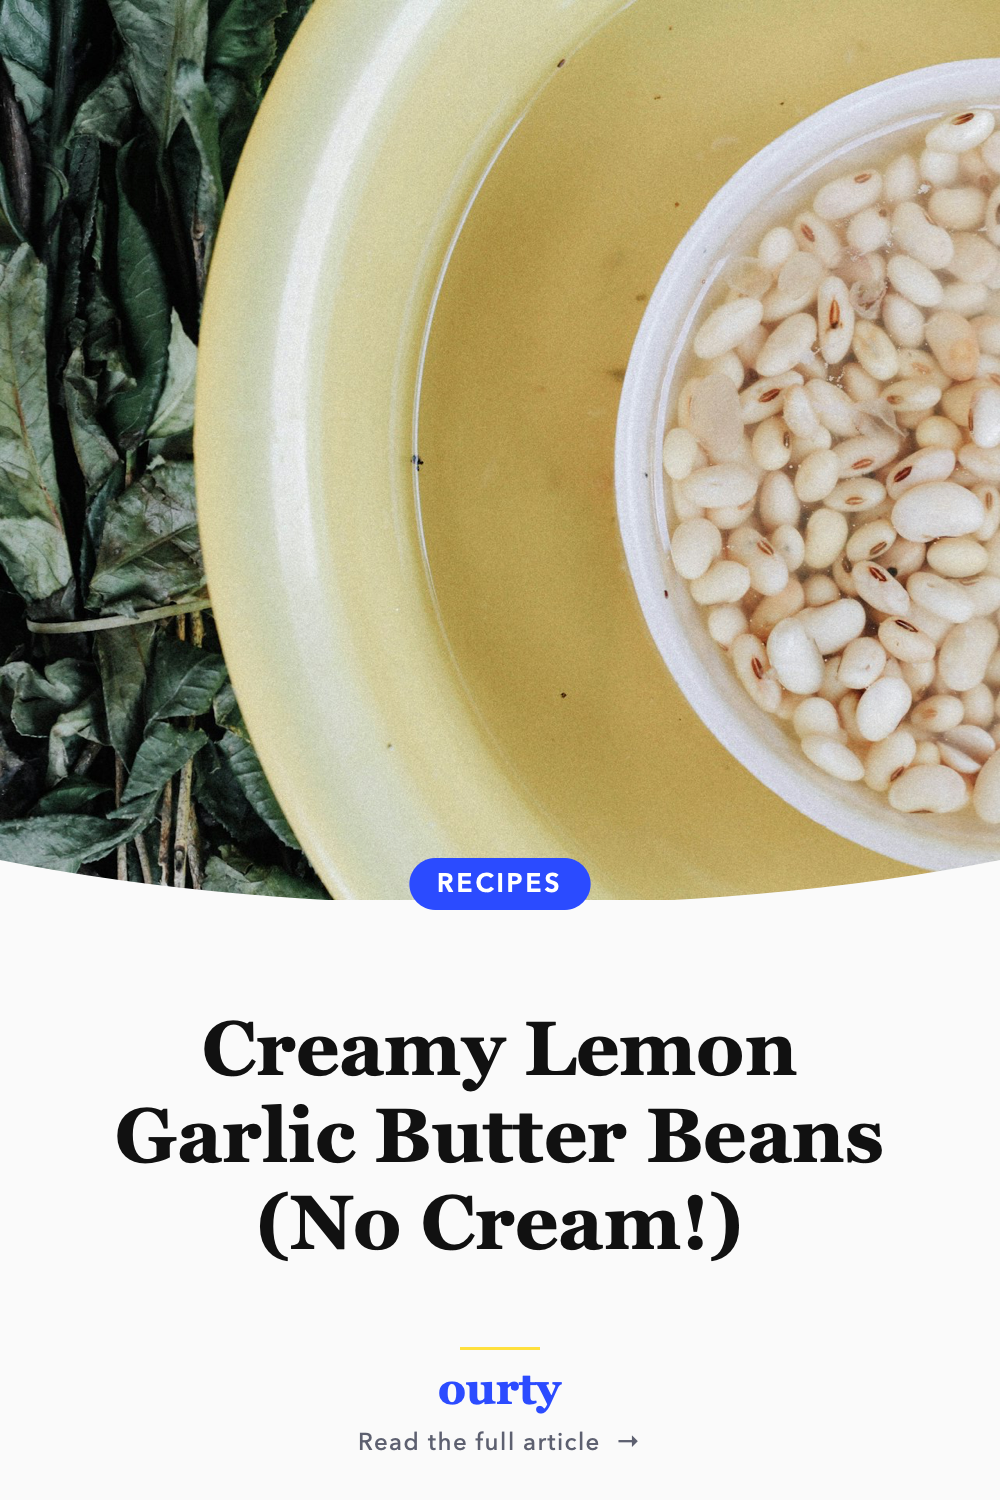 RECIPES
Creamy Lemon
Garlic Butter Beans
(No Cream!)
ourty
Read the full article →